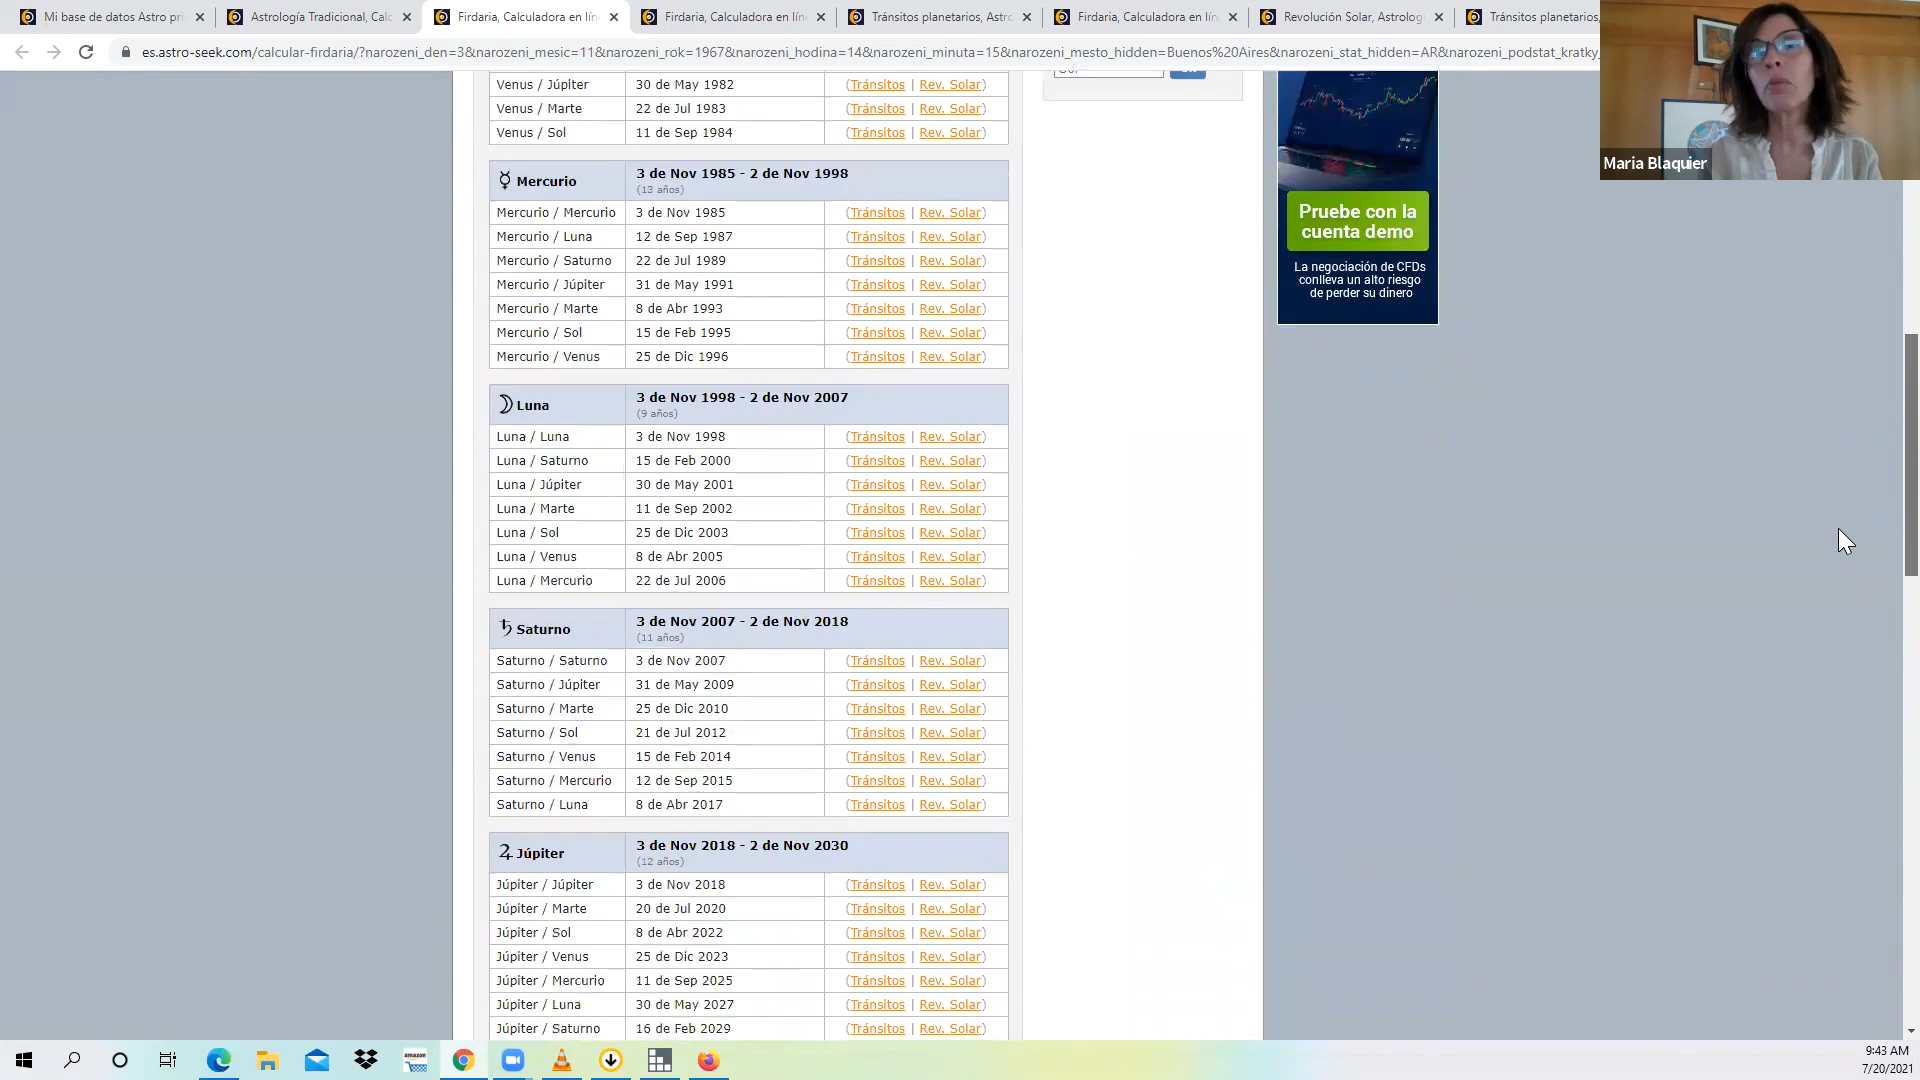 Mi base de datos Astro pri
Astrología Tradicional, Calc
Firdaria, Calculadora en lín
Firdaria, Calculadora en lín
Tránsitos planetarios, Astro
Firdaria, Calculadora en lín
Revolución Solar, Astrolog
Tránsitos planetarios,
es.astro-seek.com/calcular-firdaria/?narozeni_den=3&narozeni_mesic=11&narozeni_rok=1967&narozeni_hodina=14&narozeni_minuta=15&narozeni_mesto_hidden=Buenos%20Aires&narozeni_stat_hidden=AR&narozeni_podstat_kratky_
Venus / Júpiter 30 de May 1982 (Tránsitos | Rev. Solar)
Venus / Marte 22 de Jul 1983 (Tránsitos | Rev. Solar)
Venus / Sol 11 de Sep 1984 (Tránsitos | Rev. Solar)
☿ Mercurio 3 de Nov 1985 - 2 de Nov 1998
(13 años)
Mercurio / Mercurio 3 de Nov 1985 (Tránsitos | Rev. Solar)
Mercurio / Luna 12 de Sep 1987 (Tránsitos | Rev. Solar)
Mercurio / Saturno 22 de Jul 1989 (Tránsitos | Rev. Solar)
Mercurio / Júpiter 31 de May 1991 (Tránsitos | Rev. Solar)
Mercurio / Marte 8 de Abr 1993 (Tránsitos | Rev. Solar)
Mercurio / Sol 15 de Feb 1995 (Tránsitos | Rev. Solar)
Mercurio / Venus 25 de Dic 1996 (Tránsitos | Rev. Solar)
☽ Luna 3 de Nov 1998 - 2 de Nov 2007
(9 años)
Luna / Luna 3 de Nov 1998 (Tránsitos | Rev. Solar)
Luna / Saturno 15 de Feb 2000 (Tránsitos | Rev. Solar)
Luna / Júpiter 30 de May 2001 (Tránsitos | Rev. Solar)
Luna / Marte 11 de Sep 2002 (Tránsitos | Rev. Solar)
Luna / Sol 25 de Dic 2003 (Tránsitos | Rev. Solar)
Luna / Venus 8 de Abr 2005 (Tránsitos | Rev. Solar)
Luna / Mercurio 22 de Jul 2006 (Tránsitos | Rev. Solar)
♄ Saturno 3 de Nov 2007 - 2 de Nov 2018
(11 años)
Saturno / Saturno 3 de Nov 2007 (Tránsitos | Rev. Solar)
Saturno / Júpiter 31 de May 2009 (Tránsitos | Rev. Solar)
Saturno / Marte 25 de Dic 2010 (Tránsitos | Rev. Solar)
Saturno / Sol 21 de Jul 2012 (Tránsitos | Rev. Solar)
Saturno / Venus 15 de Feb 2014 (Tránsitos | Rev. Solar)
Saturno / Mercurio 12 de Sep 2015 (Tránsitos | Rev. Solar)
Saturno / Luna 8 de Abr 2017 (Tránsitos | Rev. Solar)
♃ Júpiter 3 de Nov 2018 - 2 de Nov 2030
(12 años)
Júpiter / Júpiter 3 de Nov 2018 (Tránsitos | Rev. Solar)
Júpiter / Marte 20 de Jul 2020 (Tránsitos | Rev. Solar)
Júpiter / Sol 8 de Abr 2022 (Tránsitos | Rev. Solar)
Júpiter / Venus 25 de Dic 2023 (Tránsitos | Rev. Solar)
Júpiter / Mercurio 11 de Sep 2025 (Tránsitos | Rev. Solar)
Júpiter / Luna 30 de May 2027 (Tránsitos | Rev. Solar)
Júpiter / Saturno 16 de Feb 2029 (Tránsitos | Rev. Solar)
Pruebe con la
cuenta demo
La negociación de CFDs
conlleva un alto riesgo
de perder su dinero
Maria Blaquier
amazon
9:43 AM
7/20/2021